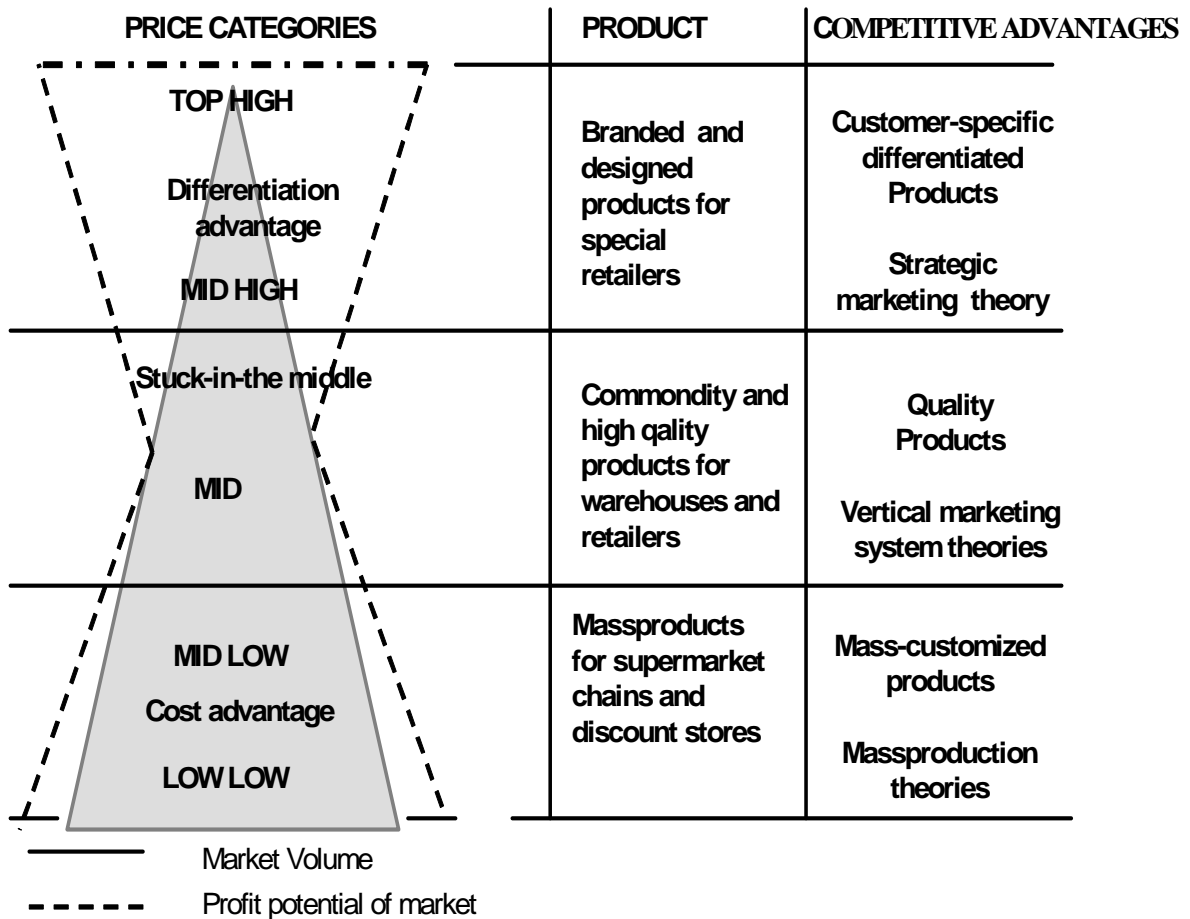 PRICE CATEGORIES
PRODUCT
COMPETITIVE ADVANTAGES
TOP HIGH
Differentiation
advantage
MID HIGH
Branded and
designed
products for
special
retailers
Customer-specific
differentiated
Products
Strategic
marketing theory
Stuck-in-the middle
MID
Commondity and
high qality
products for
warehouses and
retailers
Quality
Products
Vertical marketing
system theories
MID LOW
Cost advantage
LOW LOW
Massproducts
for supermarket
chains and
discount stores
Mass-customized
products
Massproduction
theories
Market Volume
Profit potential of market